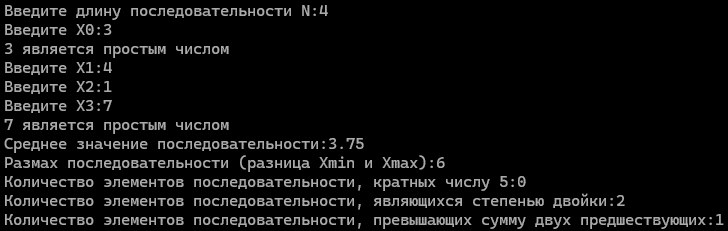 Введите длину последовательности N:4
Введите X0:3
3 является простым числом
Введите X1:4
Введите X2:1
Введите X3:7
7 является простым числом
Среднее значение последовательности:3.75
Размах последовательности (разница Xmin и Xmax):6
Количество элементов последовательности, кратных числу 5:0
Количество элементов последовательности, являющихся степенью двойки:2
Количество элементов последовательности, превышающих сумму двух предшествующих:1